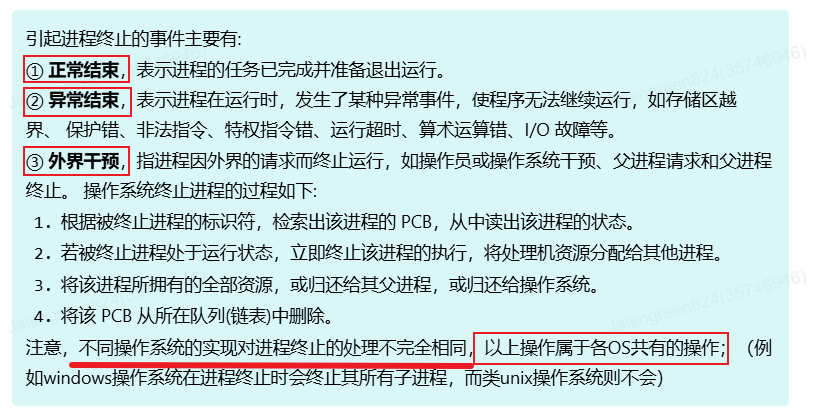 引起进程终止的事件主要有:
① 正常结束，表示进程的任务已完成并准备退出运行。
② 异常结束，表示进程在运行时，发生了某种异常事件，使程序无法继续运行，如存储区越
界、 保护错、非法指令、特权指令错、运行超时、算术运算错、I/O 故障等。
③ 外界干预，指进程因外界的请求而终止运行，如操作员或操作系统干预、父进程请求和父进程
终止。 操作系统终止进程的过程如下:
1．根据被终止进程的标识符，检索出该进程的 PCB，从中读出该进程的状态。
2．若被终止进程处于运行状态，立即终止该进程的执行，将处理机资源分配给其他进程。
3．将该进程所拥有的全部资源，或归还给其父进程，或归还给操作系统。
4．将该 PCB 从所在队列(链表)中删除。
注意，不同操作系统的实现对进程终止的处理不完全相同，以上操作属于各OS共有的操作；（例
如windows操作系统在进程终止时会终止其所有子进程，而类unix操作系统则不会）
Jalengreen824(35746946)